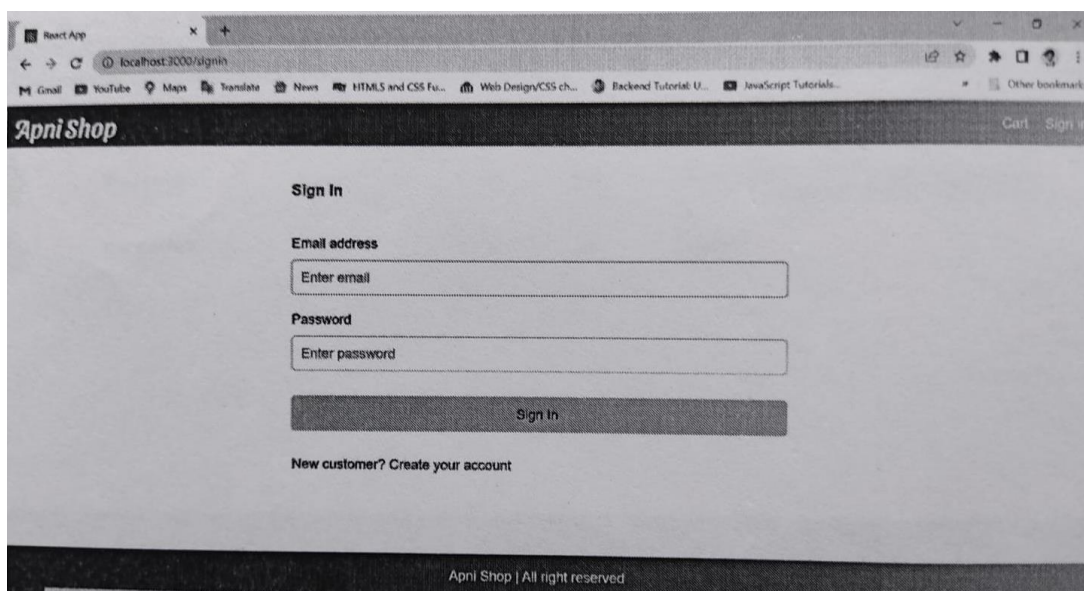 React App
localhost:3000/signin
Gmail YouTube Maps Translate News HTML5 and CSS Fu... Web Design/CSS ch... Backend Tutorial: U... JavaScript Tutorials... Other bookmark
Apni Shop Cart Sign
Sign In
Email address
Enter email
Password
Enter password
Sign In
New customer? Create your account
Apni Shop | All right reserved